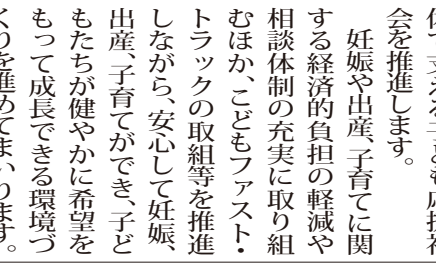 会を推進します。
妊娠や出産、子育てに関
する経済的負担の軽減や
相談体制の充実に取り組
むほか、こどもファスト・
トラックの取組等を推進
しながら、安心して妊娠、
出産、子育てができ、子ど
もたちが健やかに希望を
もって成長できる環境づ
くりを進めてまいります。